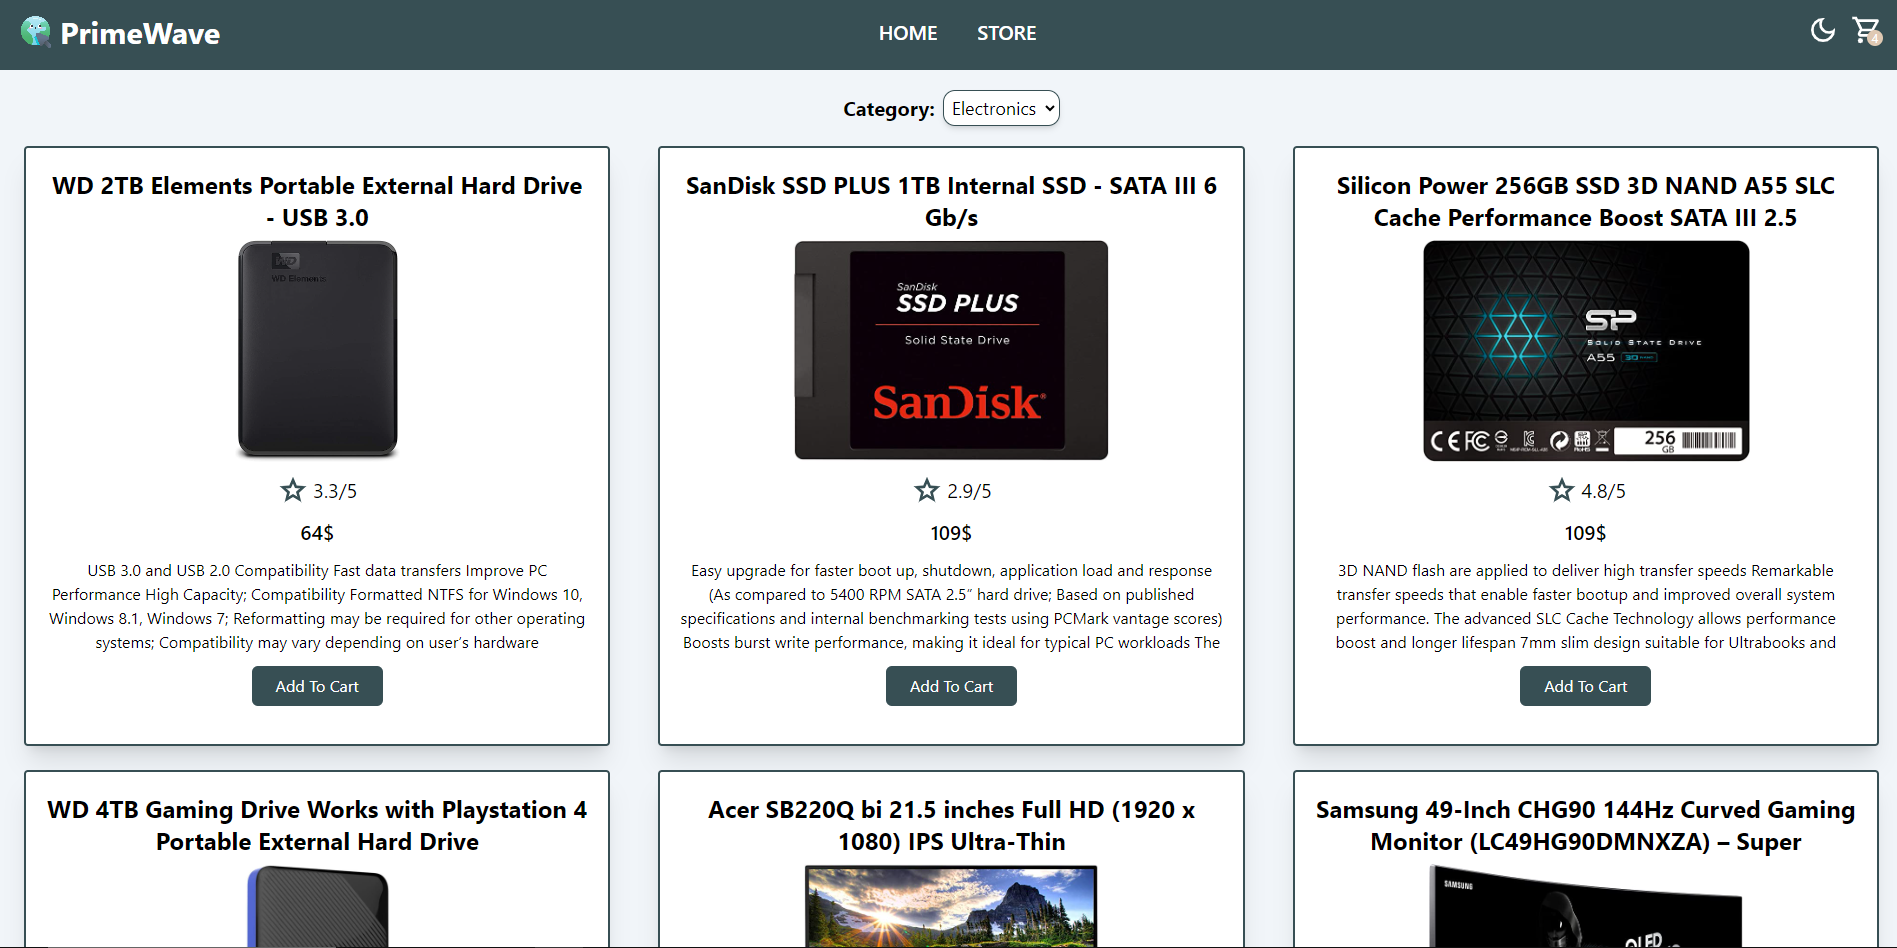 PrimeWave
HOME STORE
4
Category: Electronics
WD 2TB Elements Portable External Hard Drive
- USB 3.0
WD
WD Elements
3.3/5
64$
USB 3.0 and USB 2.0 Compatibility Fast data transfers Improve PC
Performance High Capacity; Compatibility Formatted NTFS for Windows 10,
Windows 8.1, Windows 7; Reformatting may be required for other operating
systems; Compatibility may vary depending on user’s hardware
Add To Cart
SanDisk SSD PLUS 1TB Internal SSD - SATA III 6
Gb/s
SanDisk
SSD PLUS
Solid State Drive
SanDisk®
2.9/5
109$
Easy upgrade for faster boot up, shutdown, application load and response
(As compared to 5400 RPM SATA 2.5” hard drive; Based on published
specifications and internal benchmarking tests using PCMark vantage scores)
Boosts burst write performance, making it ideal for typical PC workloads The
Add To Cart
Silicon Power 256GB SSD 3D NAND A55 SLC
Cache Performance Boost SATA III 2.5
SP
SOLID STATE DRIVE
A55
CE FC
256
GB
4.8/5
109$
3D NAND flash are applied to deliver high transfer speeds Remarkable
transfer speeds that enable faster bootup and improved overall system
performance. The advanced SLC Cache Technology allows performance
boost and longer lifespan 7mm slim design suitable for Ultrabooks and
Add To Cart
WD 4TB Gaming Drive Works with Playstation 4
Portable External Hard Drive
Acer SB220Q bi 21.5 inches Full HD (1920 x
1080) IPS Ultra-Thin
Samsung 49-Inch CHG90 144Hz Curved Gaming
Monitor (LC49HG90DMNXZA) – Super
SAMSUNG
QLED